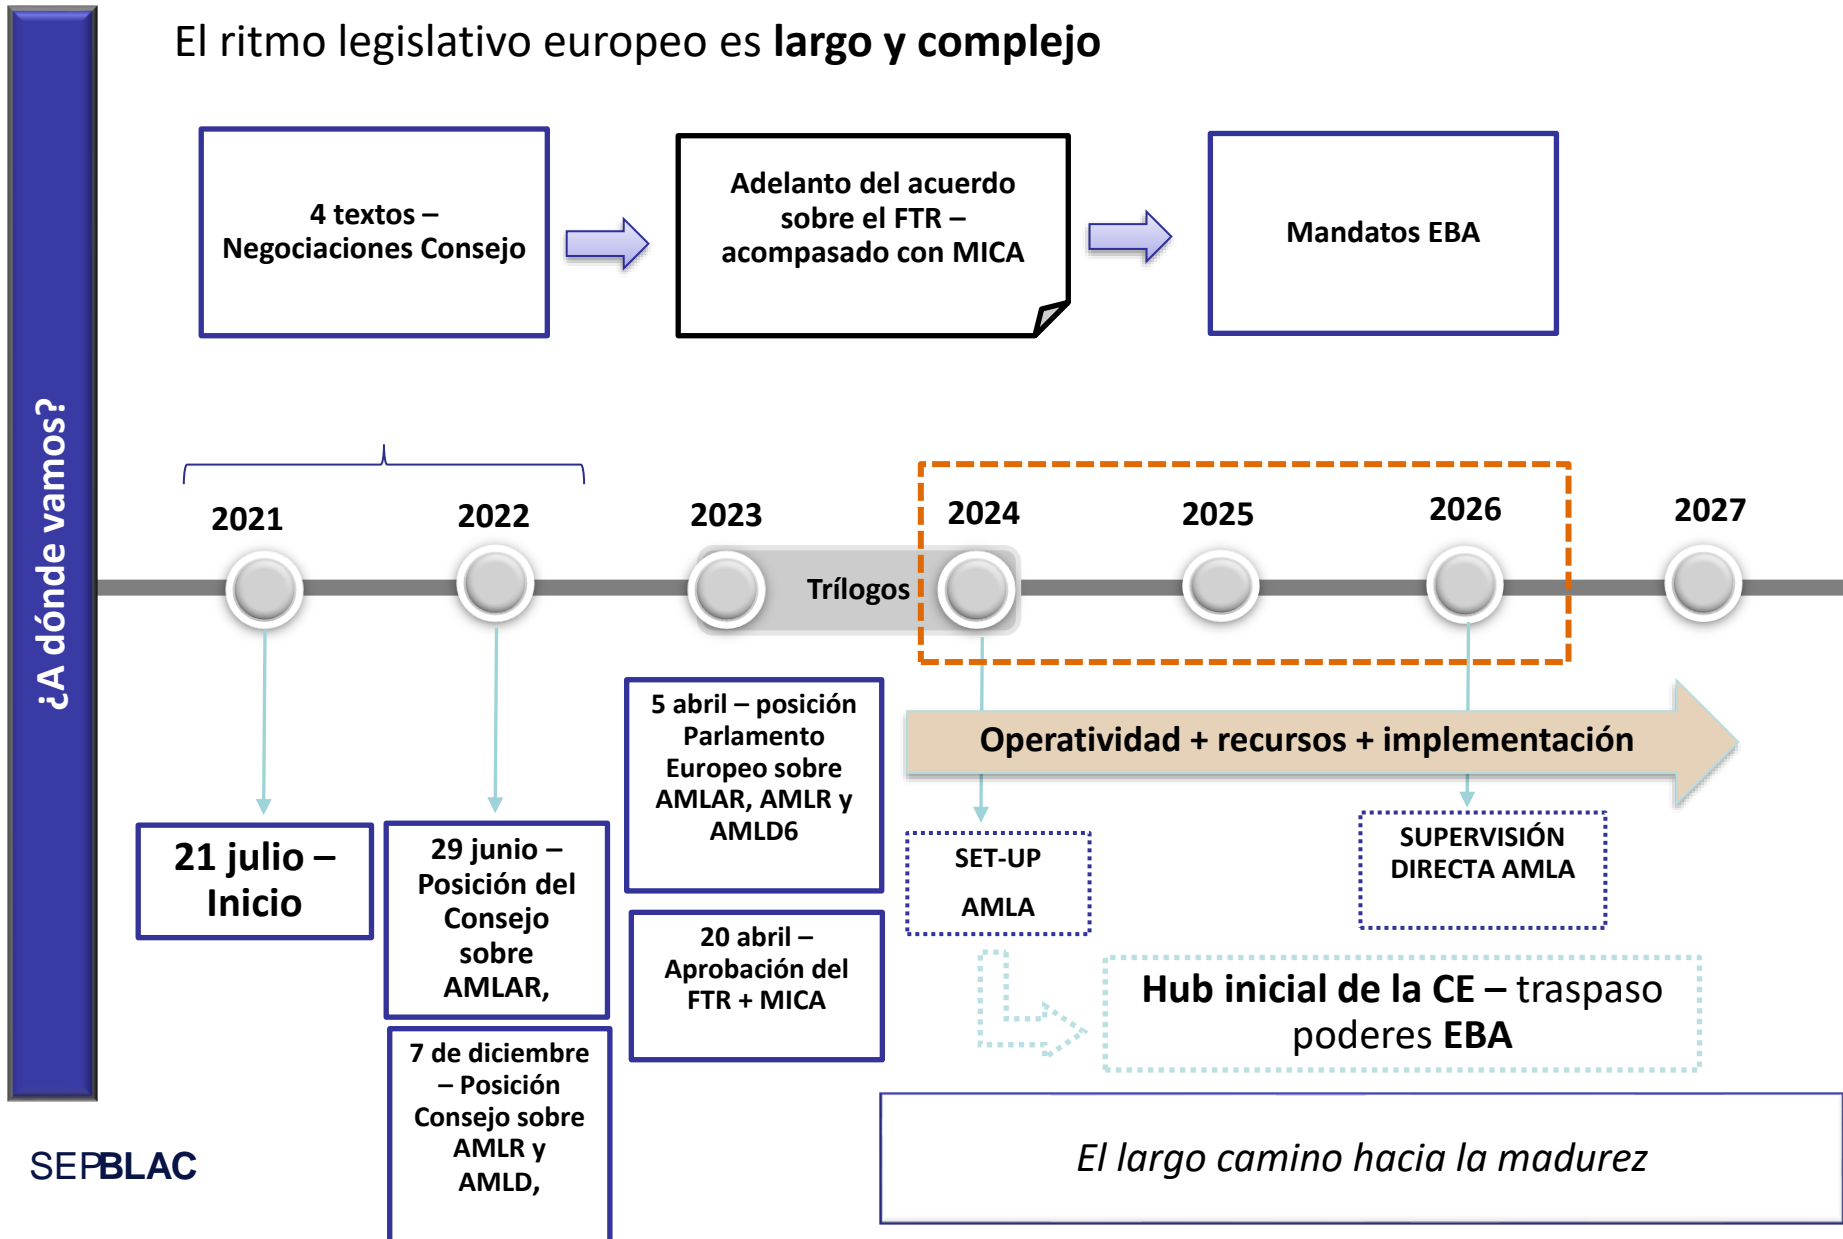 El ritmo legislativo europeo es largo y complejo
¿A dónde vamos?
4 textos –
Negociaciones Consejo
Adelanto del acuerdo
sobre el FTR –
acompasado con MICA
Mandatos EBA
2021
2022
2023
2024
2025
2026
2027
Trílogos
21 julio –
Inicio
29 junio –
Posición del
Consejo
sobre
AMLAR,
7 de diciembre
– Posición
Consejo sobre
AMLR y
AMLD,
5 abril – posición
Parlamento
Europeo sobre
AMLAR, AMLR y
AMLD6
20 abril –
Aprobación del
FTR + MICA
Operatividad + recursos + implementación
SET-UP
AMLA
SUPERVISIÓN
DIRECTA AMLA
Hub inicial de la CE – traspaso
poderes EBA
El largo camino hacia la madurez
SEPBLAC